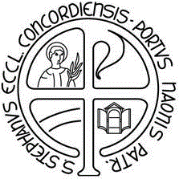 S. STEPHANVS ECCL. CONCORDIENSIS · PORTVS NAONIS PATR.